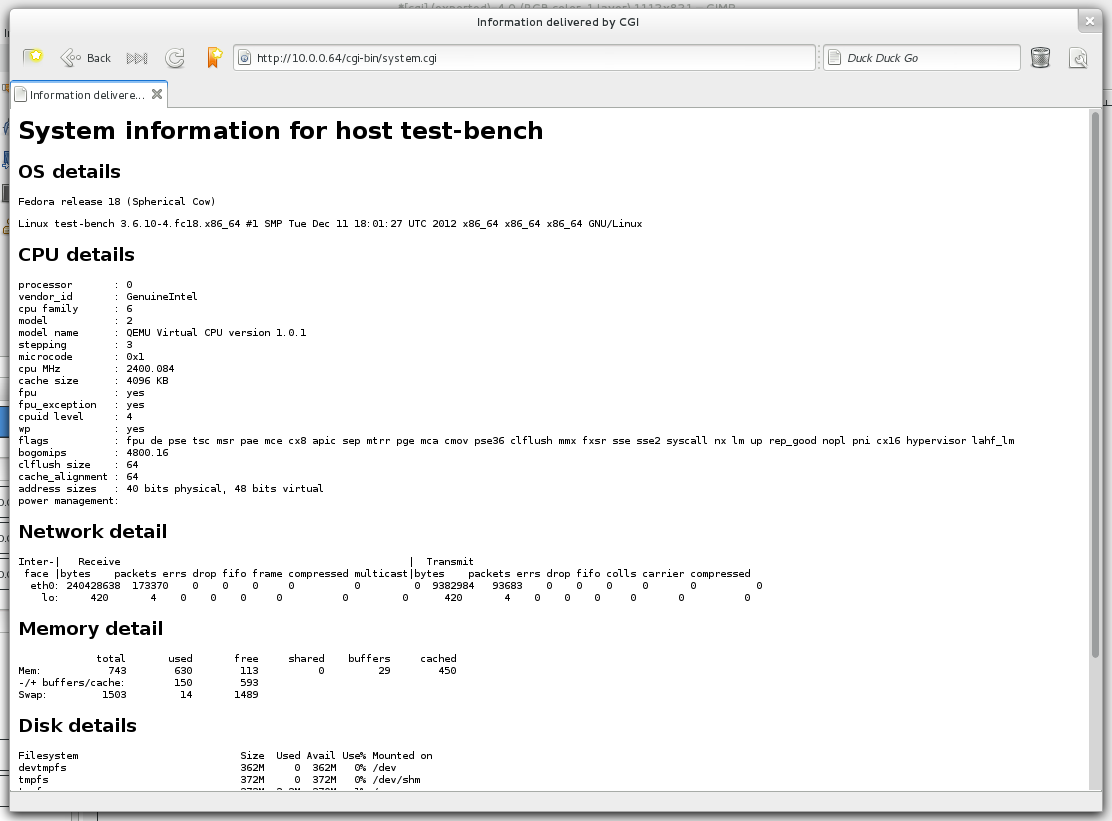 Information delivered by CGI
Back
http://10.0.0.64/cgi-bin/system.cgi
Duck Duck Go
Information delivere...
System information for host test-bench
OS details
Fedora release 18 (Spherical Cow)
Linux test-bench 3.6.10-4.fc18.x86_64 #1 SMP Tue Dec 11 18:01:27 UTC 2012 x86_64 x86_64 x86_64 GNU/Linux
CPU details
processor : 0
vendor_id : GenuineIntel
cpu family : 6
model : 2
model name : QEMU Virtual CPU version 1.0.1
stepping : 3
microcode : 0x1
cpu MHz : 2400.084
cache size : 4096 KB
fpu : yes
fpu_exception : yes
cpuid level : 4
wp : yes
flags : fpu de pse tsc msr pae mce cx8 apic sep mtrr pge mca cmov pse36 clflush mmx fxsr sse sse2 syscall nx lm up rep_good nopl pni cx16 hypervisor lahf_lm
bogomips : 4800.16
clflush size : 64
cache_alignment : 64
address sizes : 40 bits physical, 48 bits virtual
power management:
Network detail
Inter-| Receive | Transmit
face |bytes packets errs drop fifo frame compressed multicast|bytes packets errs drop fifo colls carrier compressed
eth0: 240428638 173370 0 0 0 0 0 0 9382984 93683 0 0 0 0 0 0
lo: 420 4 0 0 0 0 0 0 420 4 0 0 0 0 0 0
Memory detail
total used free shared buffers cached
Mem: 743 630 113 0 29 450
-/+ buffers/cache: 150 593
Swap: 1503 14 1489
Disk details
Filesystem Size Used Avail Use% Mounted on
devtmpfs 362M 0 362M 0% /dev
tmpfs 372M 0 372M 0% /dev/shm